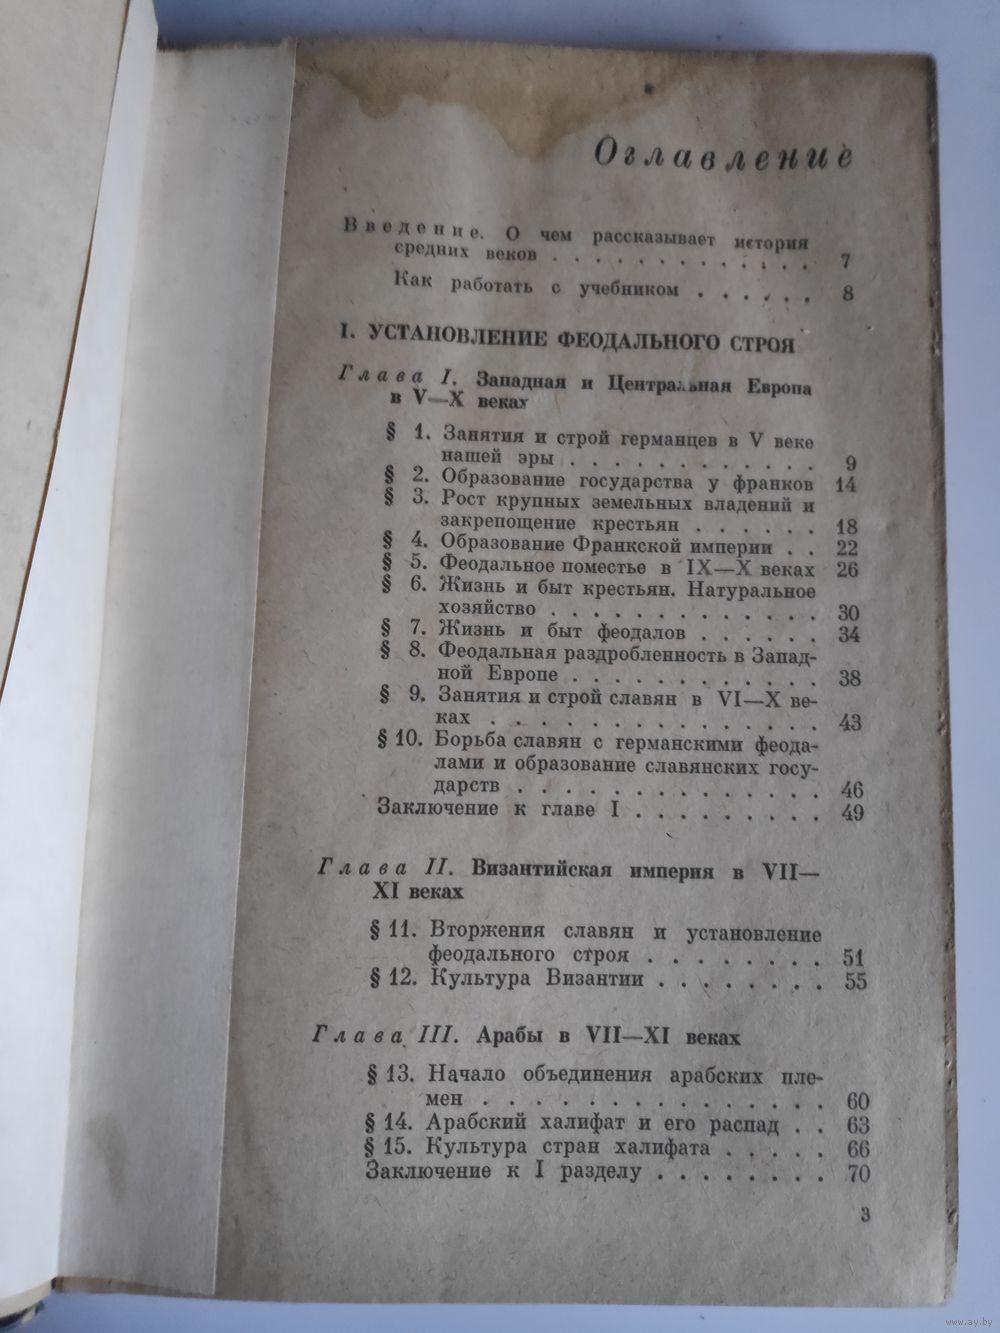 Оглавление
Введение. О чем рассказывает история
средних веков . . . . . . . . . . . . 7
Как работать с учебником . . . . . . 8
I. УСТАНОВЛЕНИЕ ФЕОДАЛЬНОГО СТРОЯ
Глава I. Западная и Центральная Европа
в V—X веках
§ 1. Занятия и строй германцев в V веке
нашей эры . . . . . . . . . . . 9
§ 2. Образование государства у франков 14
§ 3. Рост крупных земельных владений и
закрепощение крестьян . . . . . . 18
§ 4. Образование Франкской империи . . 22
§ 5. Феодальное поместье в IX—X веках 26
§ 6. Жизнь и быт крестьян. Натуральное
хозяйство . . . . . . . . . . . . 30
§ 7. Жизнь и быт феодалов . . . . . . 34
§ 8. Феодальная раздробленность в Запад-
ной Европе . . . . . . . . . . . 38
§ 9. Занятия и строй славян в VI—X ве-
ках . . . . . . . . . . . . . . 43
§ 10. Борьба славян с германскими феода-
лами и образование славянских госу-
дарств . . . . . . . . . . . . . 46
Заключение к главе I . . . . . . . . . 49
Глава II. Византийская империя в VII—
XI веках
§ 11. Вторжения славян и установление
феодального строя . . . . . . . . 51
§ 12. Культура Византии . . . . . . . 55
Глава III. Арабы в VII—XI веках
§ 13. Начало объединения арабских пле-
мен . . . . . . . . . . . . . . . 60
§ 14. Арабский халифат и его распад . . 63
§ 15. Культура стран халифата . . . . . 66
Заключение к I разделу . . . . . . . . 70
3
www.ay.by